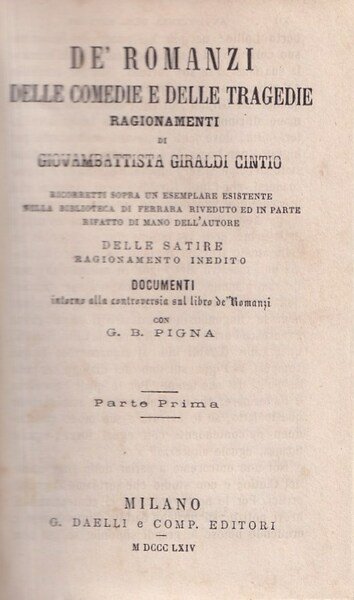 DE' ROMANZI
DELLE COMEDIE E DELLE TRAGEDIE
RAGIONAMENTI
DI
GIOVAMBATTISTA GIRALDI CINTIO
RICORRETTI SOPRA UN ESEMPLARE ESISTENTE
NELLA BIBLIOTECA DI FERRARA RIVEDUTO ED IN PARTE
RIFATTO DI MANO DELL'AUTORE
DELLE SATIRE
RAGIONAMENTO INEDITO
DOCUMENTI
intorno alla controversia sul libro de' Romanzi
CON
G. B. PIGNA
Parte Prima
MILANO
G. DAELLI e COMP. EDITORI
M DCCC LXIV